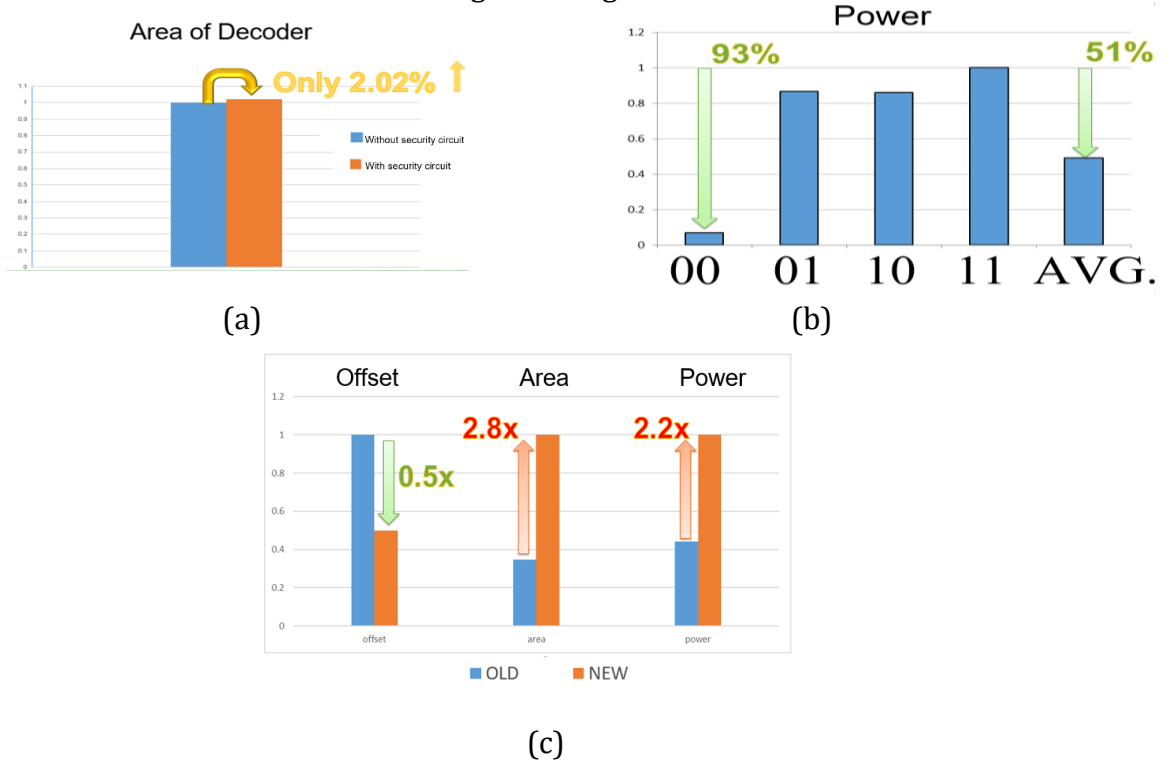 Area of Decoder
Only 2.02%
1.1
1
0.9
0.8
0.7
0.6
0.5
0.4
0.3
0.2
0.1
0
Without security circuit
With security circuit
(a)
Power
1.2
1
0.8
0.6
0.4
0.2
0
93%
51%
00 01 10 11 AVG.
(b)
Offset Area Power
1.2
1
0.8
0.6
0.4
0.2
0
0.5x
2.8x
2.2x
offset area power
OLD NEW
(c)